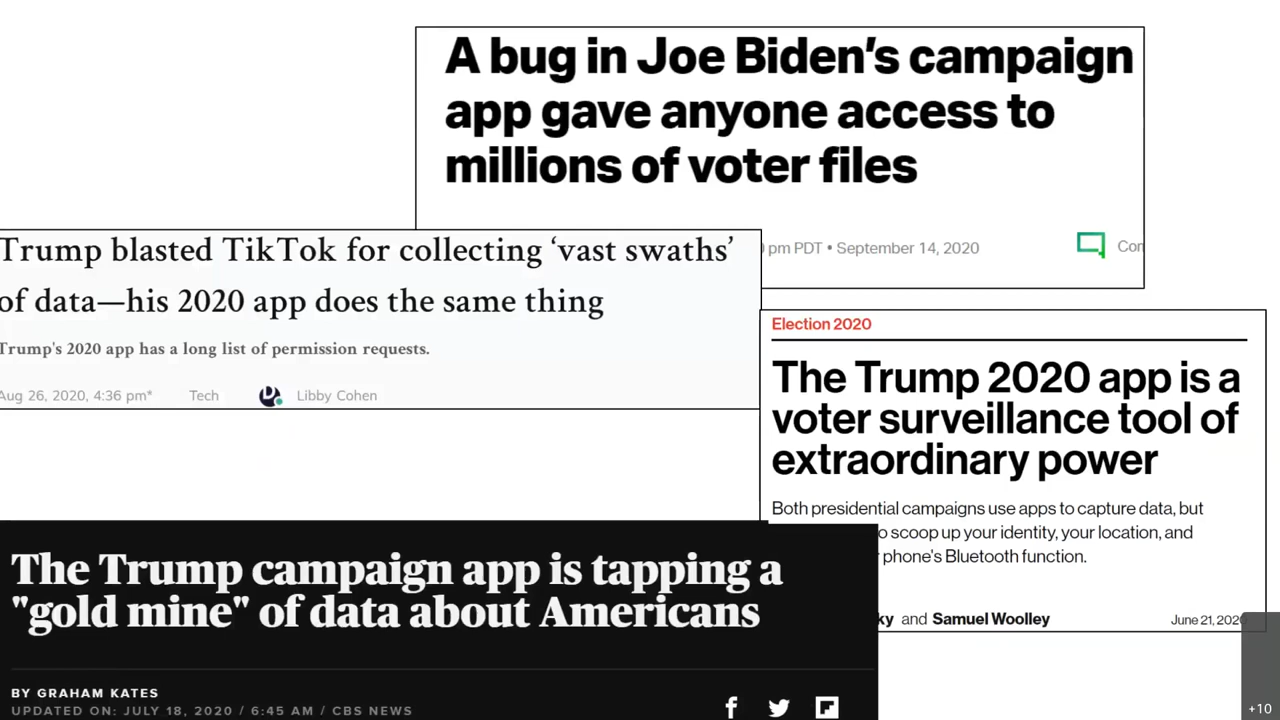 A bug in Joe Biden's campaign
app gave anyone access to
millions of voter files
pm PDT • September 14, 2020
Trump blasted TikTok for collecting ‘vast swaths’
of data—his 2020 app does the same thing
Trump's 2020 app has a long list of permission requests.
Aug 26, 2020, 4:36 pm* Tech Libby Cohen
Election 2020
The Trump 2020 app is a
voter surveillance tool of
extraordinary power
Both presidential campaigns use apps to capture data, but
o scoop up your identity, your location, and
phone's Bluetooth function.
ky and Samuel Woolley June 21, 2020
The Trump campaign app is tapping a
"gold mine" of data about Americans
BY GRAHAM KATES
UPDATED ON: JULY 18, 2020 / 6:45 AM / CBS NEWS
+10